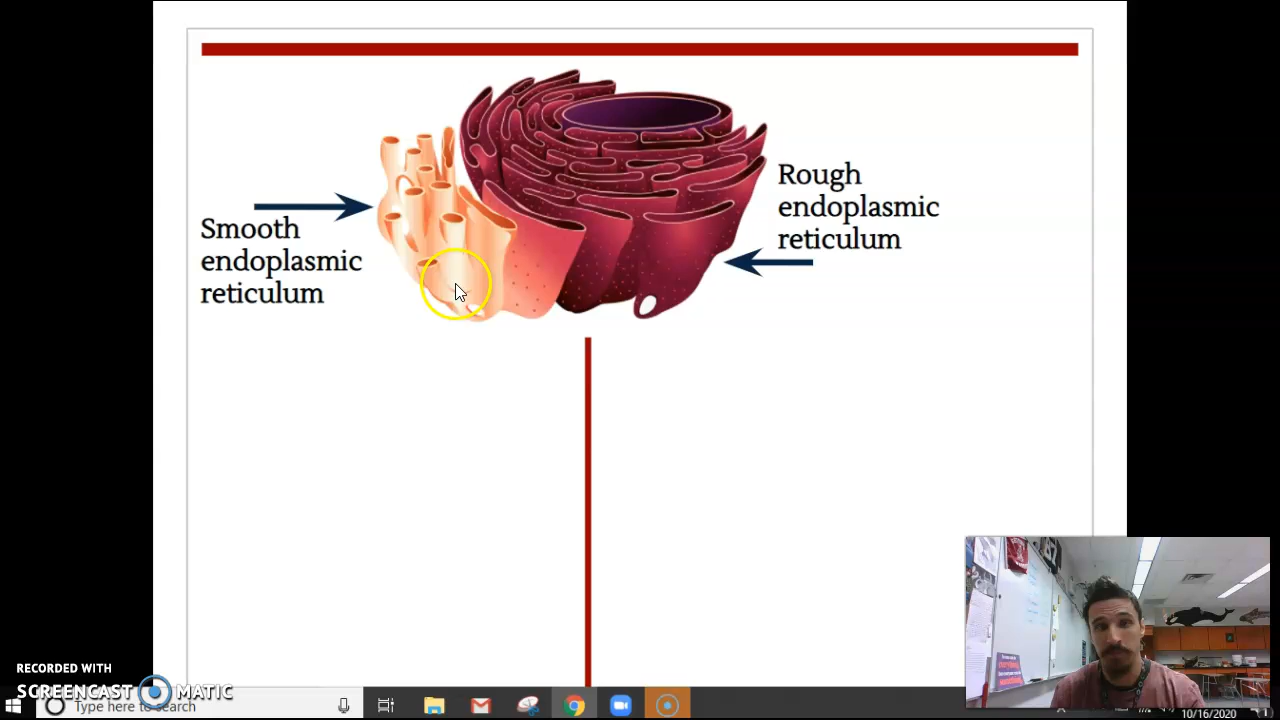 Smooth
endoplasmic
reticulum
Rough
endoplasmic
reticulum
RECORDED WITH
SCREENCAST MATIC
Type here to search
10/16/2020